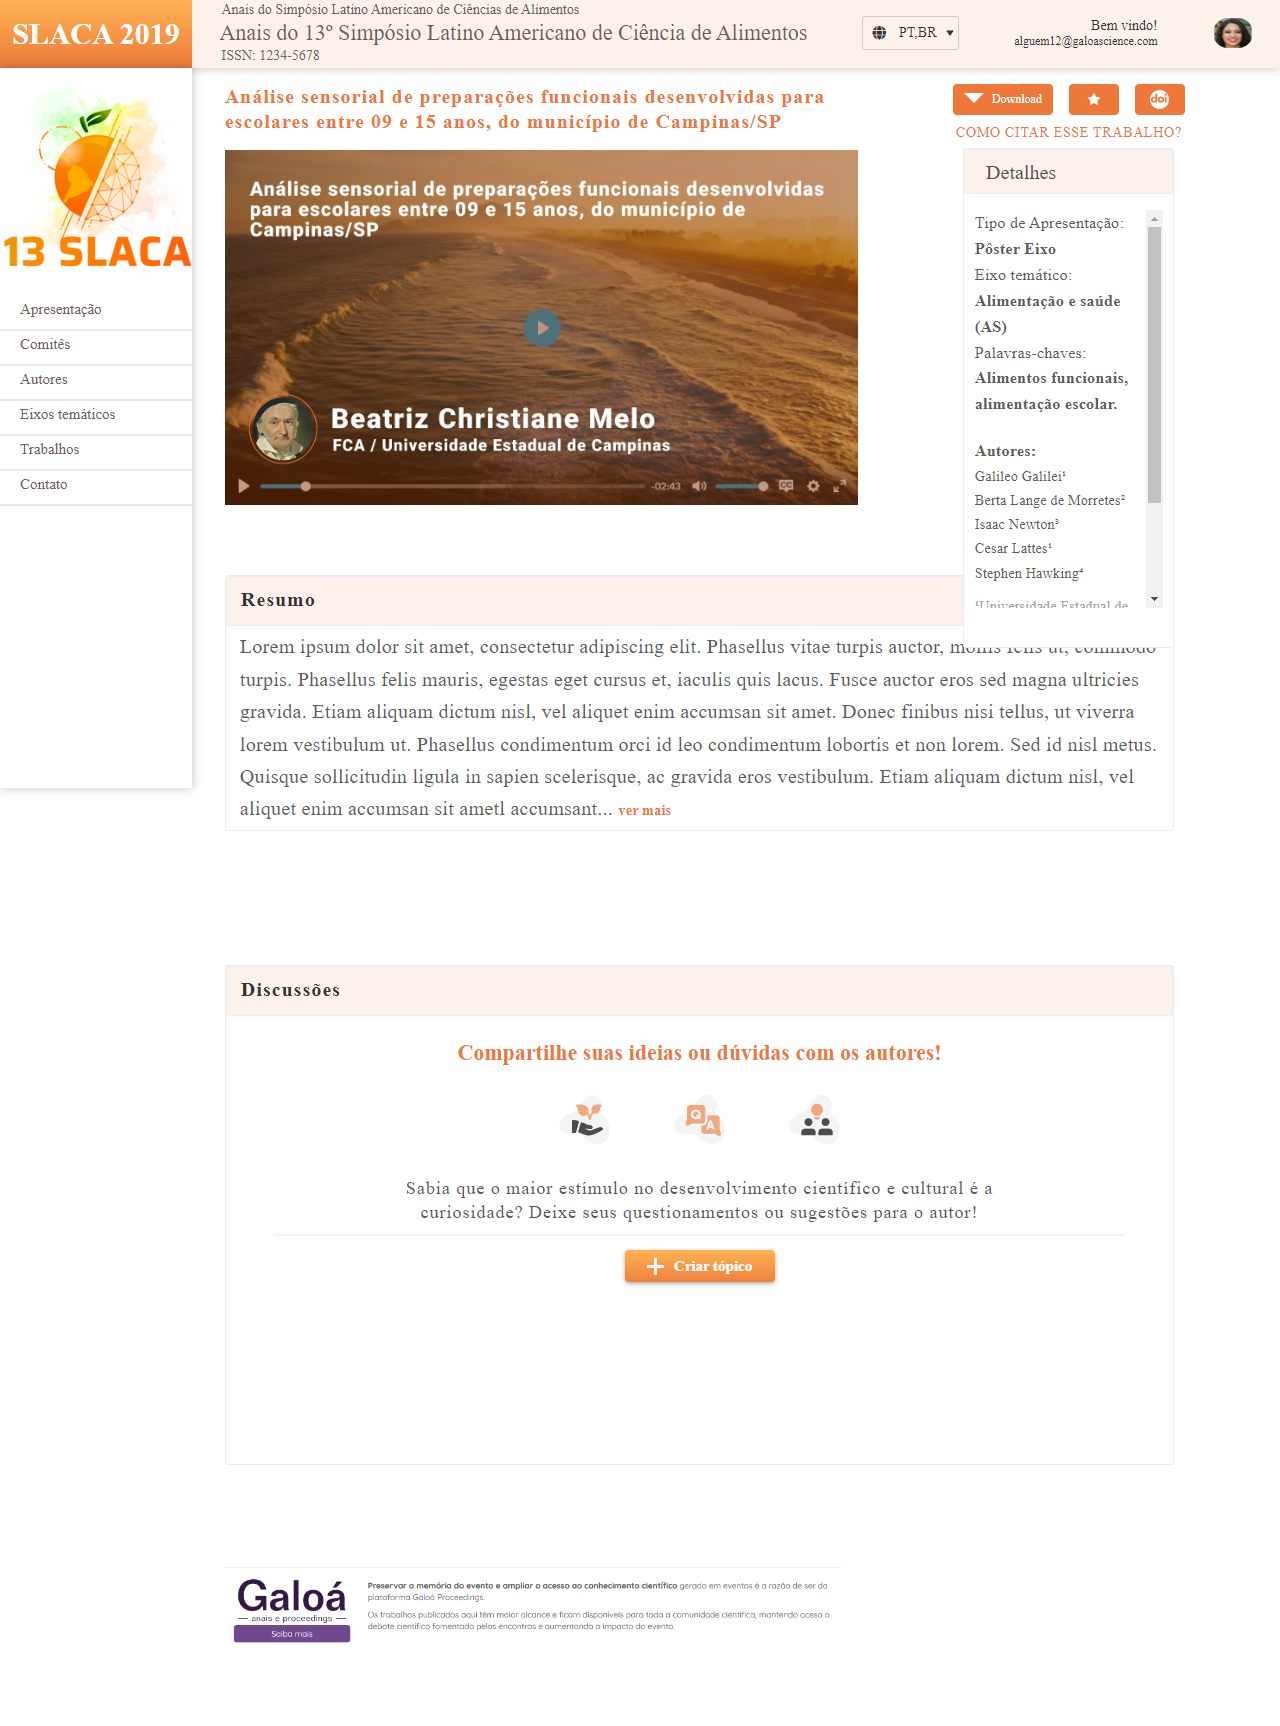 SLACA 2019
Anais do Simpósio Latino Americano de Ciências de Alimentos
Anais do 13º Simpósio Latino Americano de Ciência de Alimentos
ISSN: 1234-5678
PT,BR
Bem vindo!
alguem12@galoascience.com
13 SLACA
Apresentação
Comitês
Autores
Eixos temáticos
Trabalhos
Contato
Análise sensorial de preparações funcionais desenvolvidas para
escolares entre 09 e 15 anos, do município de Campinas/SP
Download
doi
COMO CITAR ESSE TRABALHO?
Análise sensorial de preparações funcionais desenvolvidas
para escolares entre 09 e 15 anos, do município de
Campinas/SP
Beatriz Christiane Melo
FCA / Universidade Estadual de Campinas
-02:43
CC
Detalhes
Tipo de Apresentação:
Pôster Eixo
Eixo temático:
Alimentação e saúde
(AS)
Palavras-chaves:
Alimentos funcionais,
alimentação escolar.
Autores:
Galileo Galilei¹
Berta Lange de Morretes²
Isaac Newton³
Cesar Lattes¹
Stephen Hawking⁴
¹Universidade Estadual de
Resumo
Lorem ipsum dolor sit amet, consectetur adipiscing elit. Phasellus vitae turpis auctor, mollis felis ut, commodo
turpis. Phasellus felis mauris, egestas eget cursus et, iaculis quis lacus. Fusce auctor eros sed magna ultricies
gravida. Etiam aliquam dictum nisl, vel aliquet enim accumsan sit amet. Donec finibus nisi tellus, ut viverra
lorem vestibulum ut. Phasellus condimentum orci id leo condimentum lobortis et non lorem. Sed id nisl metus.
Quisque sollicitudin ligula in sapien scelerisque, ac gravida eros vestibulum. Etiam aliquam dictum nisl, vel
aliquet enim accumsan sit ametl accumsant... ver mais
Discussões
Compartilhe suas ideias ou dúvidas com os autores!
Q A
Sabia que o maior estímulo no desenvolvimento científico e cultural é a
curiosidade? Deixe seus questionamentos ou sugestões para o autor!
Criar tópico
Galoá
anais e proceedings
Saiba mais
Preservar a memória do evento e ampliar o acesso ao conhecimento científico gerado em eventos é a razão de ser da
plataforma Galoá Proceedings.
Os trabalhos publicados aqui têm maior alcance e ficam disponíveis para toda a comunidade científica, mantendo aceso o
debate científico fomentado pelos encontros e aumentando o impacto do evento.